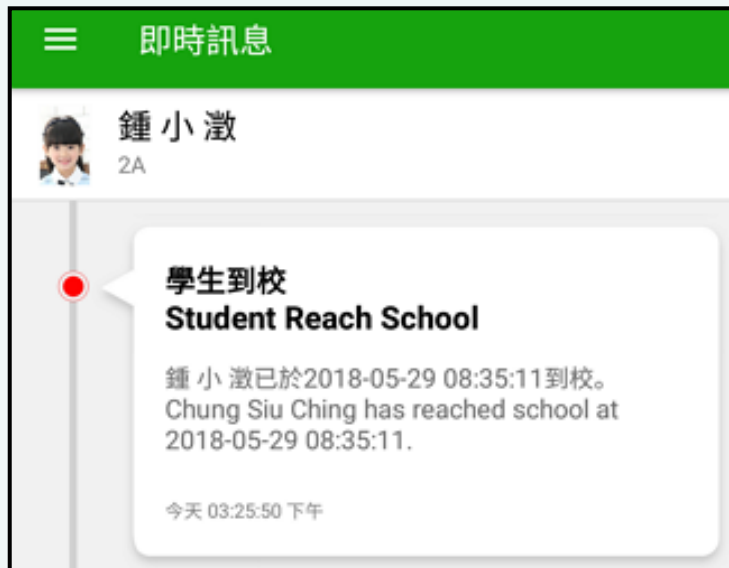 即時訊息
鍾 小 澂
2A
學生到校
Student Reach School
鍾 小 澂已於2018-05-29 08:35:11到校。
Chung Siu Ching has reached school at
2018-05-29 08:35:11.
今天 03:25:50 下午